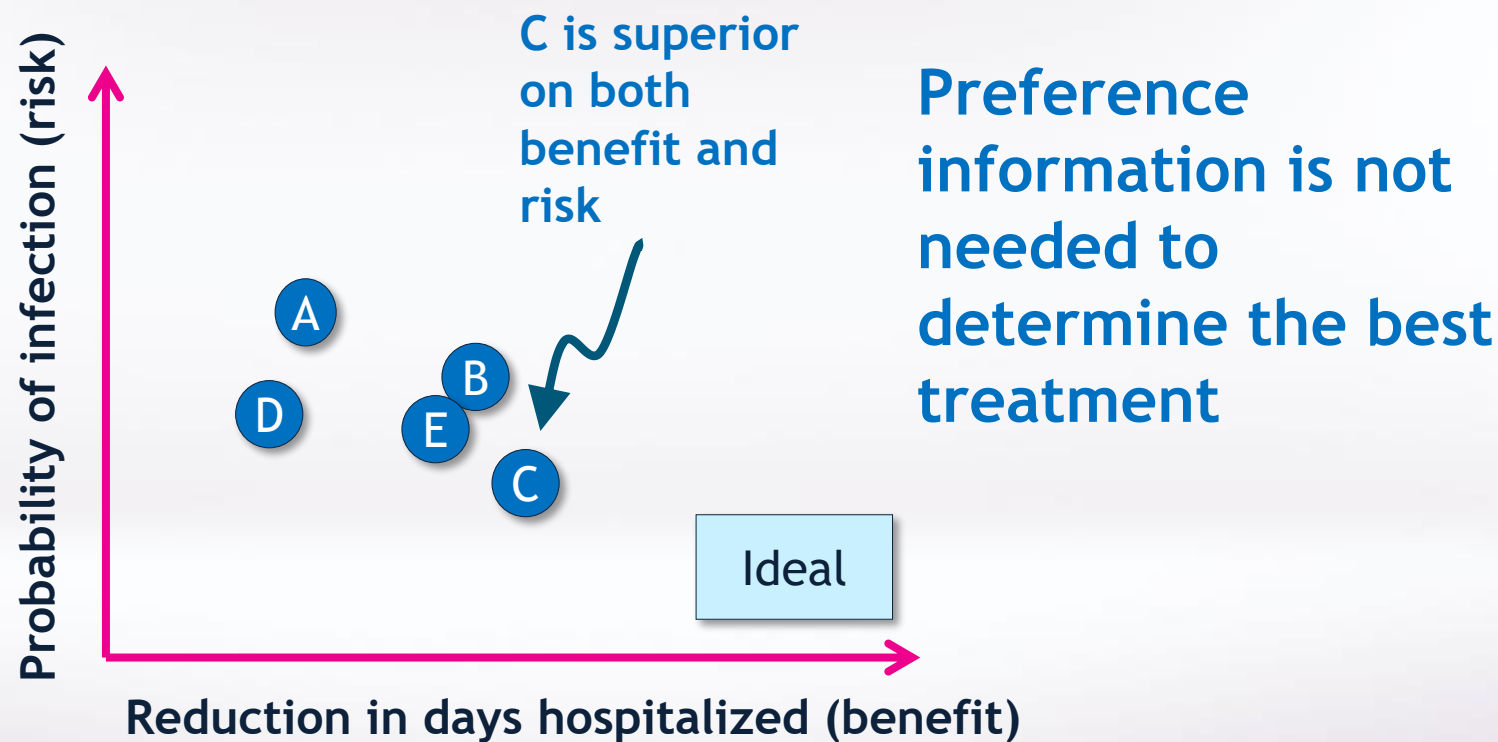 Probability of infection (risk)
C is superior
on both
benefit and
risk
Preference
information is not
needed to
determine the best
treatment
A
B
D
E
C
Ideal
Reduction in days hospitalized (benefit)